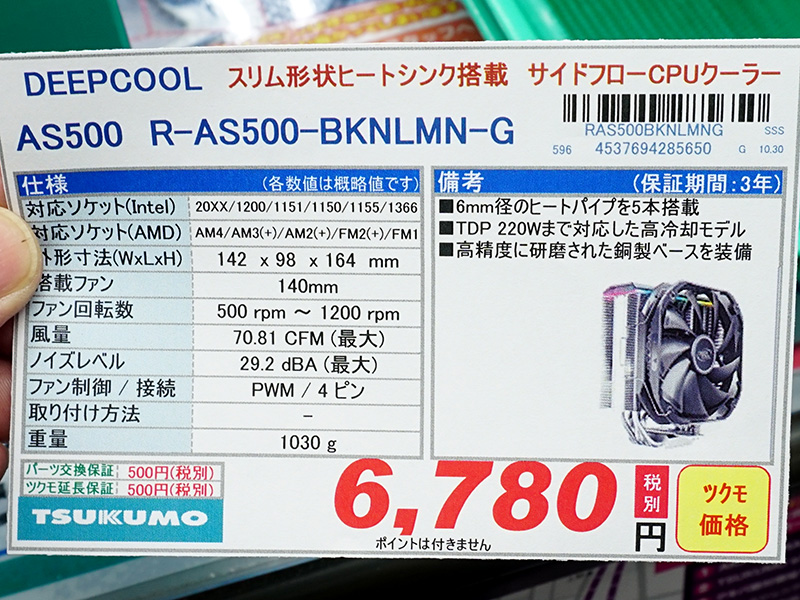 DEEPCOOL スリム形状ヒートシンク搭載 サイドフローCPUクーラー
AS500 R-AS500-BKNLMN-G
RAS500BKNLMNG SSS
596 4537694285650 G 10,30
仕様 (各数値は概略値です)
対応ソケット(Intel) 20XX/1200/1151/1150/1155/1366
対応ソケット(AMD) AM4/AM3(+)/AM2(+)/FM2(+)/FM1
外形寸法(WxLxH) 142 x 98 x 164 mm
搭載ファン 140mm
ファン回転数 500 rpm ～ 1200 rpm
風量 70.81 CFM (最大)
ノイズレベル 29.2 dBA (最大)
ファン制御 / 接続 PWM / 4ピン
取り付け方法 −
重量 1030 g
備考 (保証期間:3年)
■6mm径のヒートパイプを5本搭載
■TDP 220Wまで対応した高冷却モデル
■高精度に研磨された銅製ベースを装備
パーツ交換保証 500円(税別)
ツクモ延長保証 500円(税別)
TSUKUMO
6,780円 税別
ポイントは付きません
ツクモ
価格